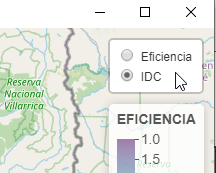 Eficiencia
IDC
Reserva
Nacional
Villarrica
EFICIENCIA
1.0
1.5